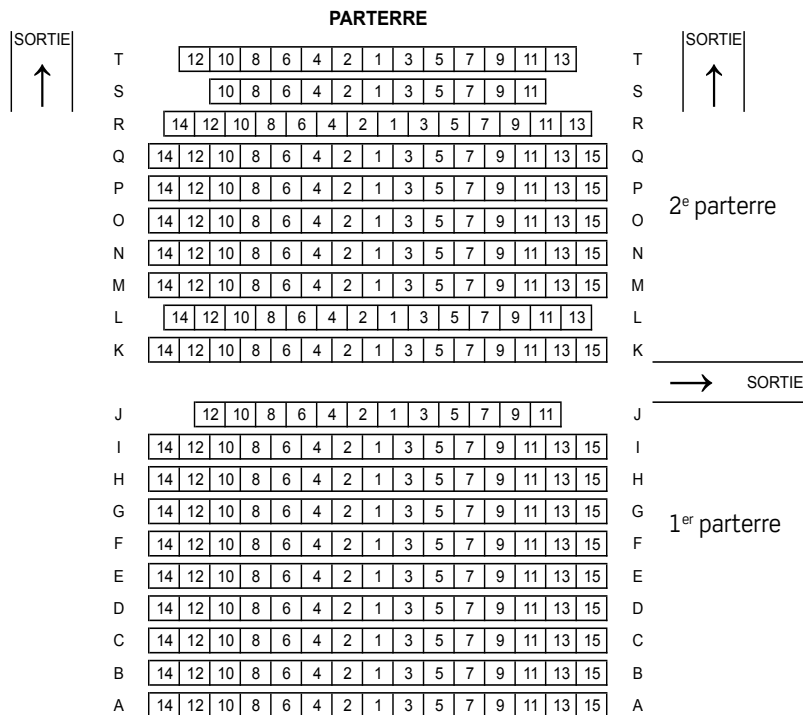 PARTERRE
SORTIE SORTIE
T 12 10 8 6 4 2 1 3 5 7 9 11 13 T
S 10 8 6 4 2 1 3 5 7 9 11 S
R 14 12 10 8 6 4 2 1 3 5 7 9 11 13 R
Q 14 12 10 8 6 4 2 1 3 5 7 9 11 13 15 Q
P 14 12 10 8 6 4 2 1 3 5 7 9 11 13 15 P
2e parterre
O 14 12 10 8 6 4 2 1 3 5 7 9 11 13 15 O
N 14 12 10 8 6 4 2 1 3 5 7 9 11 13 15 N
M 14 12 10 8 6 4 2 1 3 5 7 9 11 13 15 M
L 14 12 10 8 6 4 2 1 3 5 7 9 11 13 L
K 14 12 10 8 6 4 2 1 3 5 7 9 11 13 15 K
SORTIE
J 12 10 8 6 4 2 1 3 5 7 9 11 J
I 14 12 10 8 6 4 2 1 3 5 7 9 11 13 15 I
H 14 12 10 8 6 4 2 1 3 5 7 9 11 13 15 H
G 14 12 10 8 6 4 2 1 3 5 7 9 11 13 15 G
1er parterre
F 14 12 10 8 6 4 2 1 3 5 7 9 11 13 15 F
E 14 12 10 8 6 4 2 1 3 5 7 9 11 13 15 E
D 14 12 10 8 6 4 2 1 3 5 7 9 11 13 15 D
C 14 12 10 8 6 4 2 1 3 5 7 9 11 13 15 C
B 14 12 10 8 6 4 2 1 3 5 7 9 11 13 15 B
A 14 12 10 8 6 4 2 1 3 5 7 9 11 13 15 A